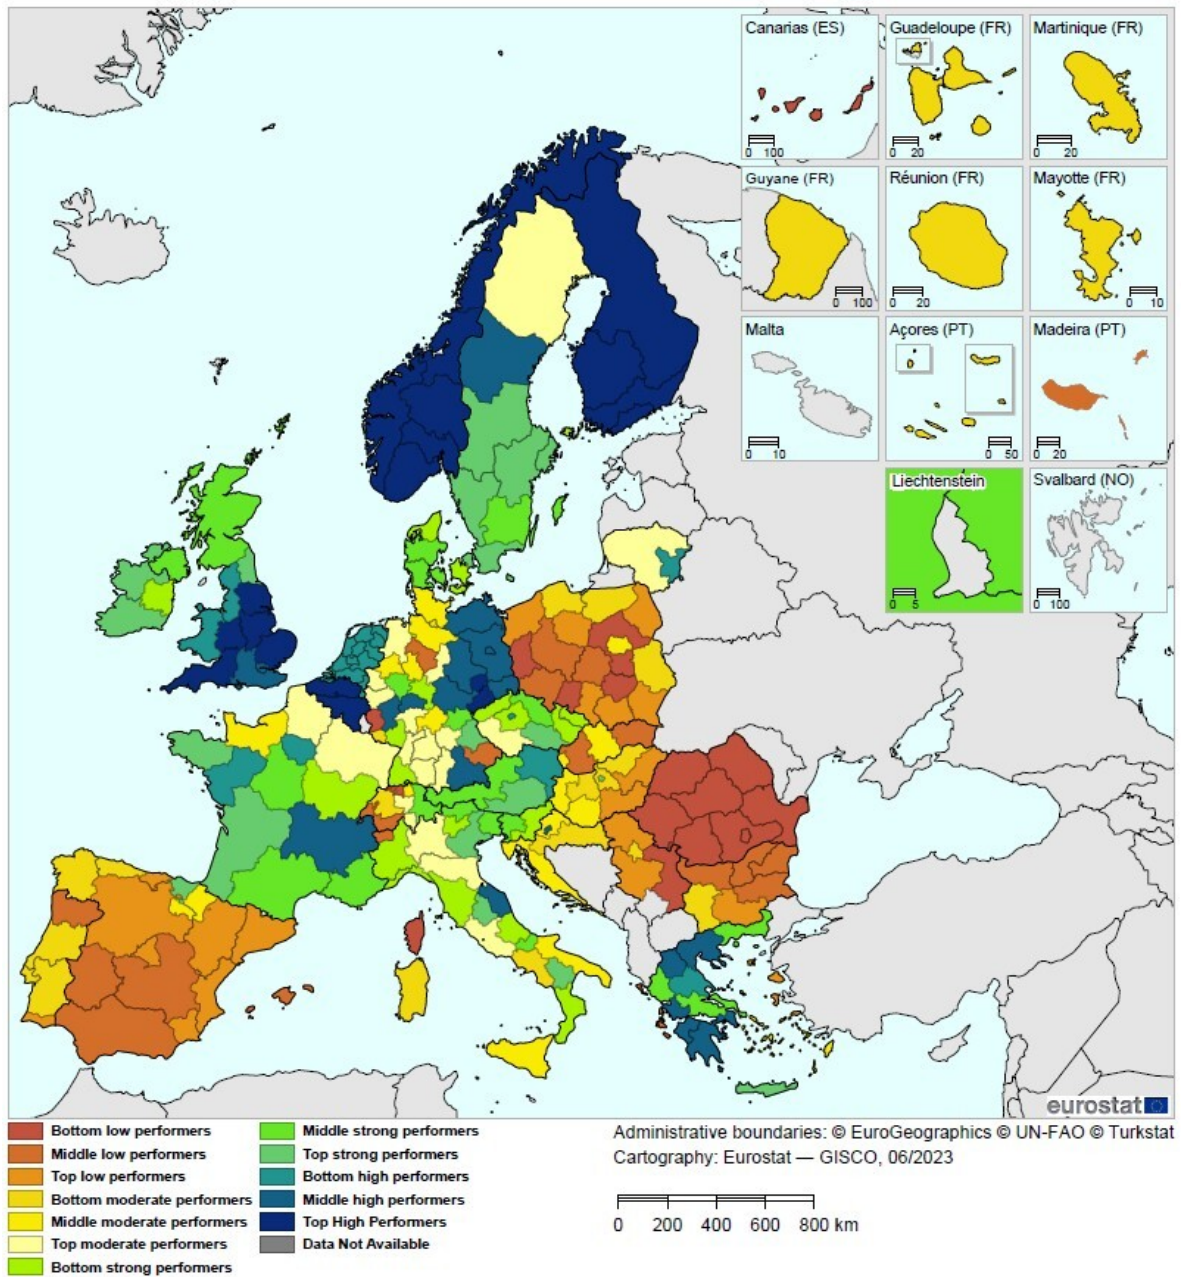 Canarias (ES)
0 100
Guadeloupe (FR)
0 20
Martinique (FR)
0 20
Guyane (FR)
0 100
Réunion (FR)
0 20
Mayotte (FR)
0 10
Malta
0 10
Açores (PT)
0 50
Madeira (PT)
0 20
Liechtenstein
0 5
Svalbard (NO)
0 100
eurostat
Bottom low performers
Middle low performers
Top low performers
Bottom moderate performers
Middle moderate performers
Top moderate performers
Bottom strong performers
Middle strong performers
Top strong performers
Bottom high performers
Middle high performers
Top High Performers
Data Not Available
Administrative boundaries: © EuroGeographics © UN-FAO © Turkstat
Cartography: Eurostat — GISCO, 06/2023
0 200 400 600 800 km